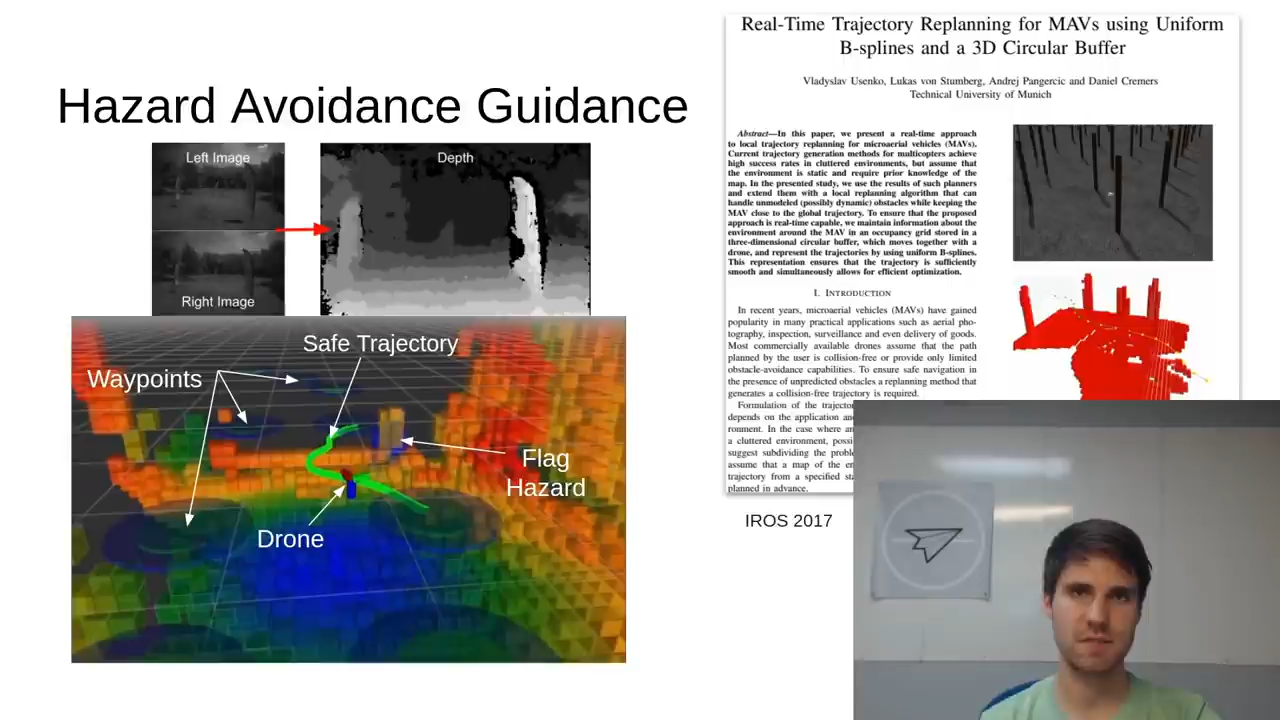 Hazard Avoidance Guidance
Left Image
Right Image
Depth
Safe Trajectory
Waypoints
Flag
Hazard
Drone
Real-Time Trajectory Replanning for MAVs using Uniform
B-splines and a 3D Circular Buffer
Vladyslav Usenko, Lukas von Stumberg, Andrej Pangercic and Daniel Cremers
Technical University of Munich
Abstract—In this paper, we present a real-time approach
to local trajectory replanning for microaerial vehicles (MAVs).
Current trajectory generation methods for multicopters achieve
high success rates in cluttered environments, but assume that
the environment is static and require prior knowledge of the
map. In the presented study, we use the results of such planners
and extend them with a local replanning algorithm that can
handle unmodeled (possibly dynamic) obstacles while keeping the
MAV close to the global trajectory. To ensure that the proposed
approach is real-time capable, we maintain information about the
environment around the MAV in an occupancy grid stored in a
three-dimensional circular buffer, which moves together with a
drone, and represent the trajectories by using uniform B-splines.
This representation ensures that the trajectory is sufficiently
smooth and simultaneously allows for efficient optimization.
I. INTRODUCTION
In recent years, microaerial vehicles (MAVs) have gained
popularity in many practical applications such as aerial pho-
tography, inspection, surveillance and even delivery of goods.
Most commercially available drones assume that the path
planned by the user is collision-free or provide only limited
obstacle-avoidance capabilities. To ensure safe navigation in
the presence of unpredicted obstacles a replanning method that
generates a collision-free trajectory is required.
Formulation of the trajector
depends on the application and
ronment. In the case where an
a cluttered environment, possi
suggest subdividing the proble
assume that a map of the en
trajectory from a specified sta
planned in advance.
IROS 2017